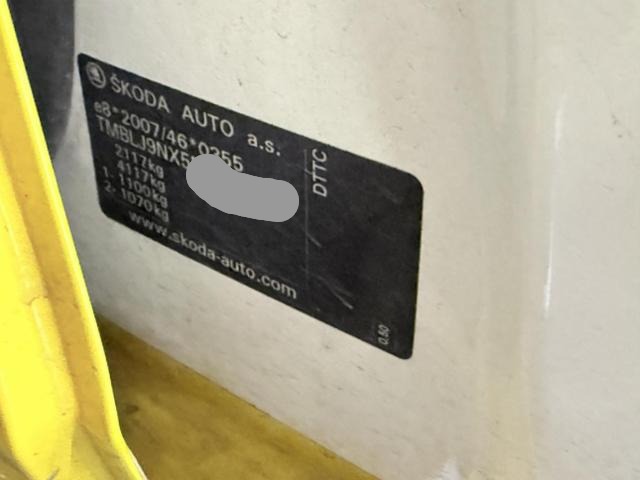 ŠKODA AUTO a.s.
e8*2007/46*0355
TMBLJ9NX5
2117kg
4117kg
1- 1100kg
2- 1070kg
www.skoda-auto.com
DTTC
0.50